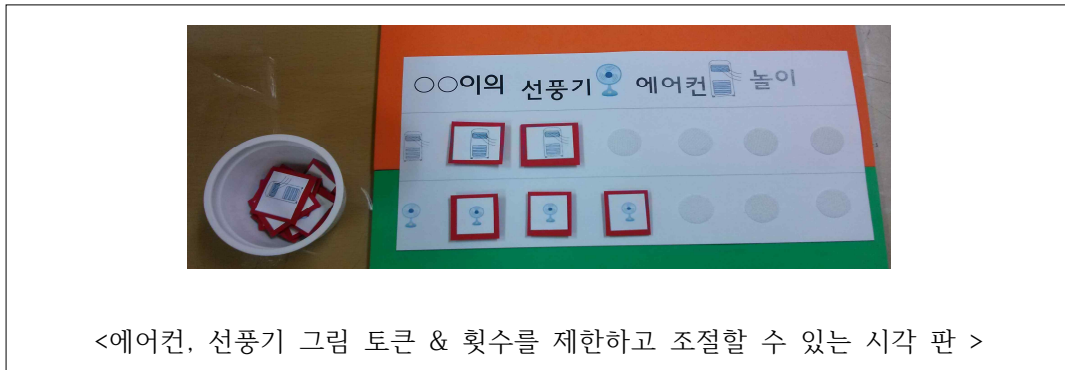 ○○이의 선풍기 에어컨 놀이
<에어컨, 선풍기 그림 토큰 & 횟수를 제한하고 조절할 수 있는 시각 판 >